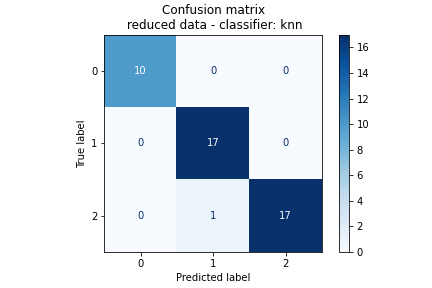 Confusion matrix
reduced data - classifier: knn
True label
0
1
2
10 0 0
0 17 0
0 1 17
0 1 2
Predicted label
16
14
12
10
8
6
4
2
0